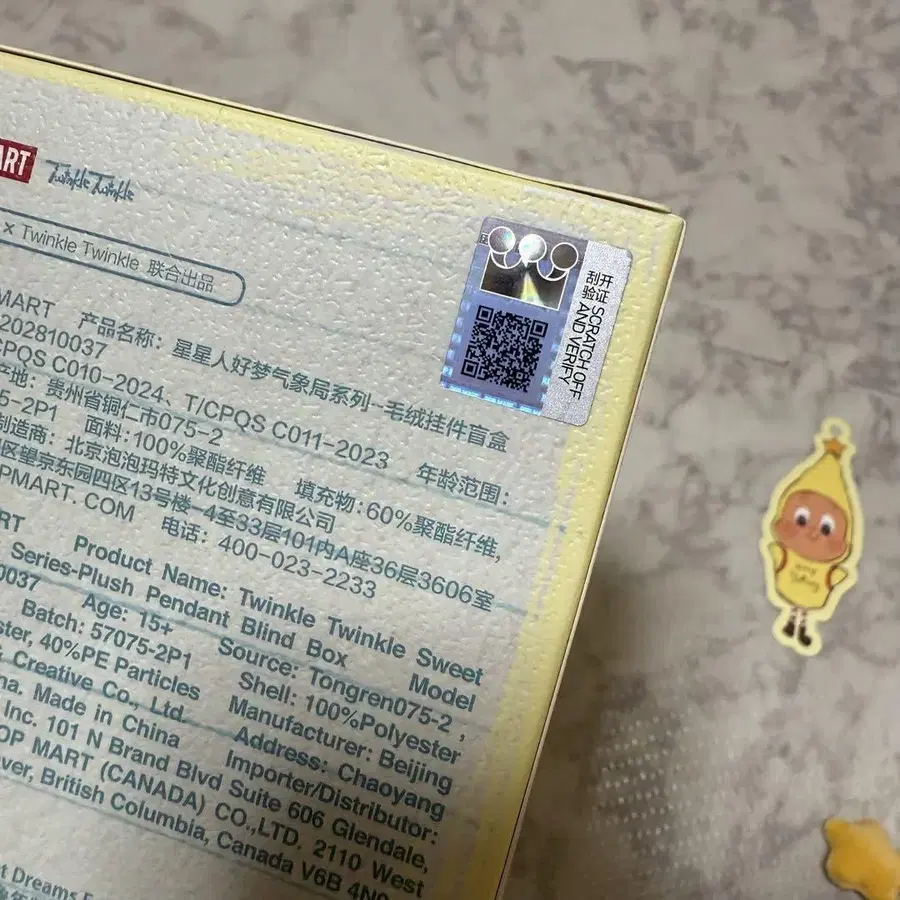 ART Twinkle Twinkle
× Twinkle Twinkle 联合出品
MART 产品名称：星星人好梦气象局系列-毛绒挂件盲盒
202810037
CPQS C010-2024、T/CPQS C011-2023 年龄范围：
产地：贵州省铜仁市075-2
5-2P1 面料：100%聚酯纤维 填充物：60%聚酯纤维，
制造商：北京泡泡玛特文化创意有限公司
区望京东园四区13号楼-4至33层101内A座36层3606室
PMART. COM 电话：400-023-2233
ART Product Name: Twinkle Twinkle Sweet
Series-Plush Pendant Blind Box Model
0037 Age: 15+ Source: Tongren075-2 ,
Batch: 57075-2P1 Shell: 100%Polyester
ster, 40%PE Particles Manufacturer: Beijing
Creative Co., Ltd. Address: Chaoyang
na. Made in China Importer/Distributor:
Inc. 101 N Brand Blvd Suite 606 Glendale,
OP MART (CANADA) CO.,LTD. 2110 West
ver, British Columbia, Canada V6B 4N9
t Dreams
刮开
验证
SCRATCH OFF
AND VERIFY